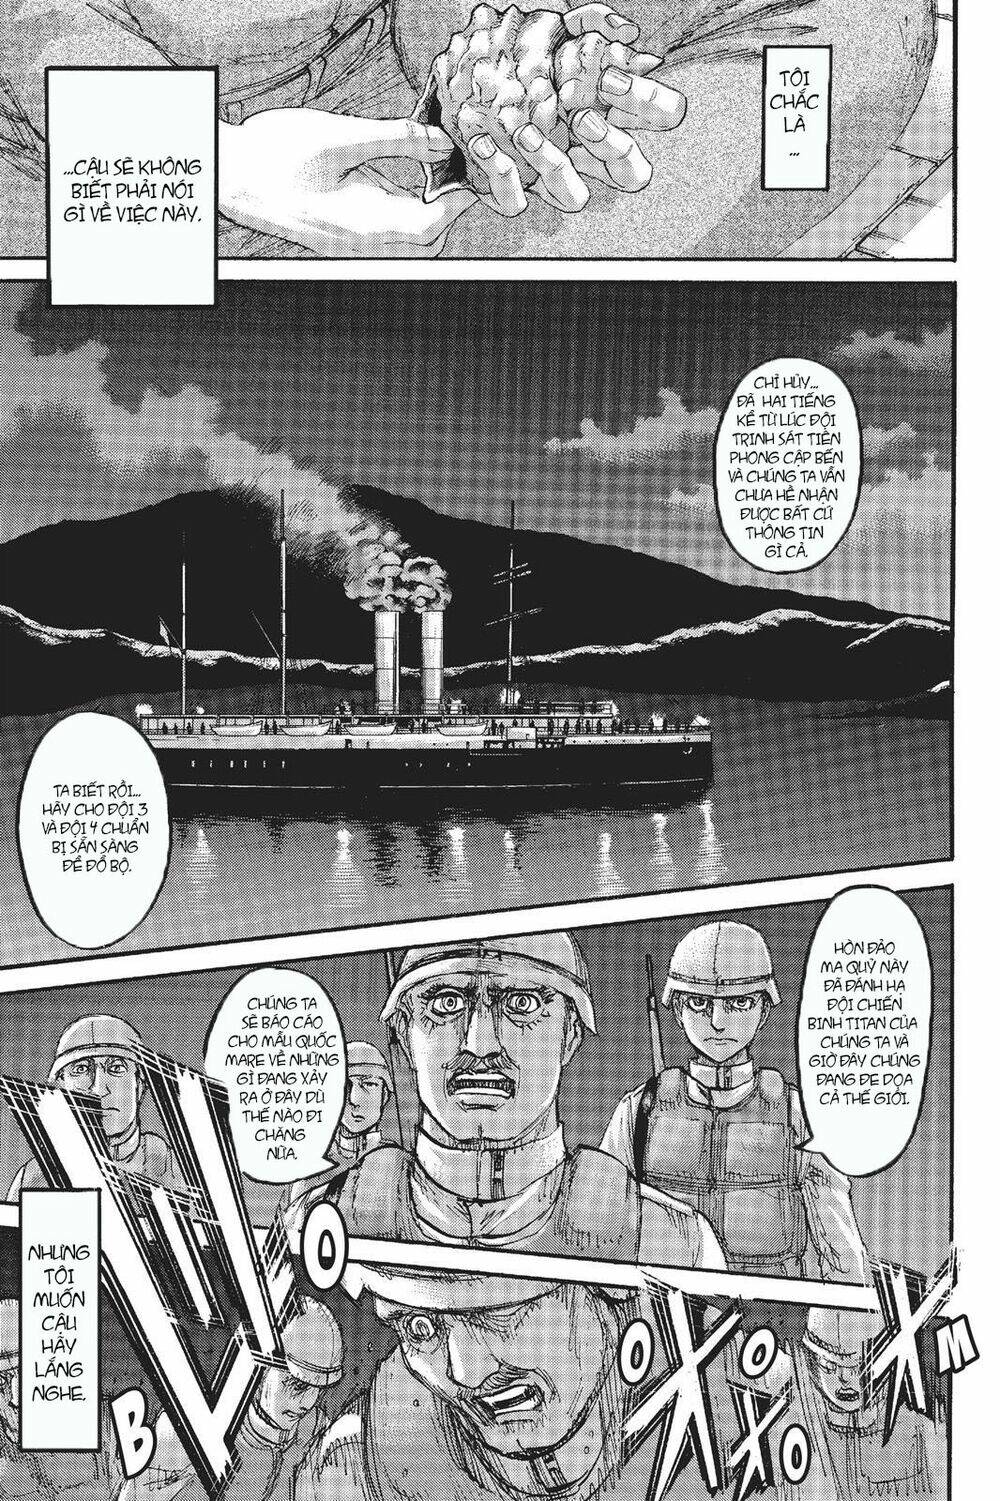 TÔI
CHẮC
LÀ
...
...CẬU SẼ KHÔNG
BIẾT PHẢI NÓI
GÌ VỀ VIỆC NÀY.
CHỈ HỦY...
ĐÃ HAI TIẾNG
KỂ TỪ LÚC ĐỘI
TRINH SÁT TIÊN
PHONG CẬP BẾN
VÀ CHÚNG TA VẪN
CHƯA HỀ NHẬN
ĐƯỢC BẤT CỨ
THÔNG TIN
GÌ CẢ.
TA BIẾT RỒI...
HÃY CHO ĐỘI 3
VÀ ĐỘI 4 CHUẨN
BỊ SẴN SÀNG
ĐỂ ĐỔ BỘ.
HÒN ĐẢO
MA QUỶ NÀY
ĐÃ ĐÁNH HẠ
ĐỘI CHIẾN
BINH TITAN CỦA
CHÚNG TA VÀ
GIỜ ĐÂY CHÚNG
ĐANG ĐE DỌA
CẢ THẾ GIỚI.
CHÚNG TA
SẼ BÁO CÁO
CHO MẪU QUỐC
MARE VỀ NHỮNG
GÌ ĐANG XẢY
RA Ở ĐÂY DÙ
THẾ NÀO ĐI
CHĂNG NỮA.
BOOOOM
NHƯNG
TÔI
MUỐN
CẬU
HÃY
LẮNG
NGHE.